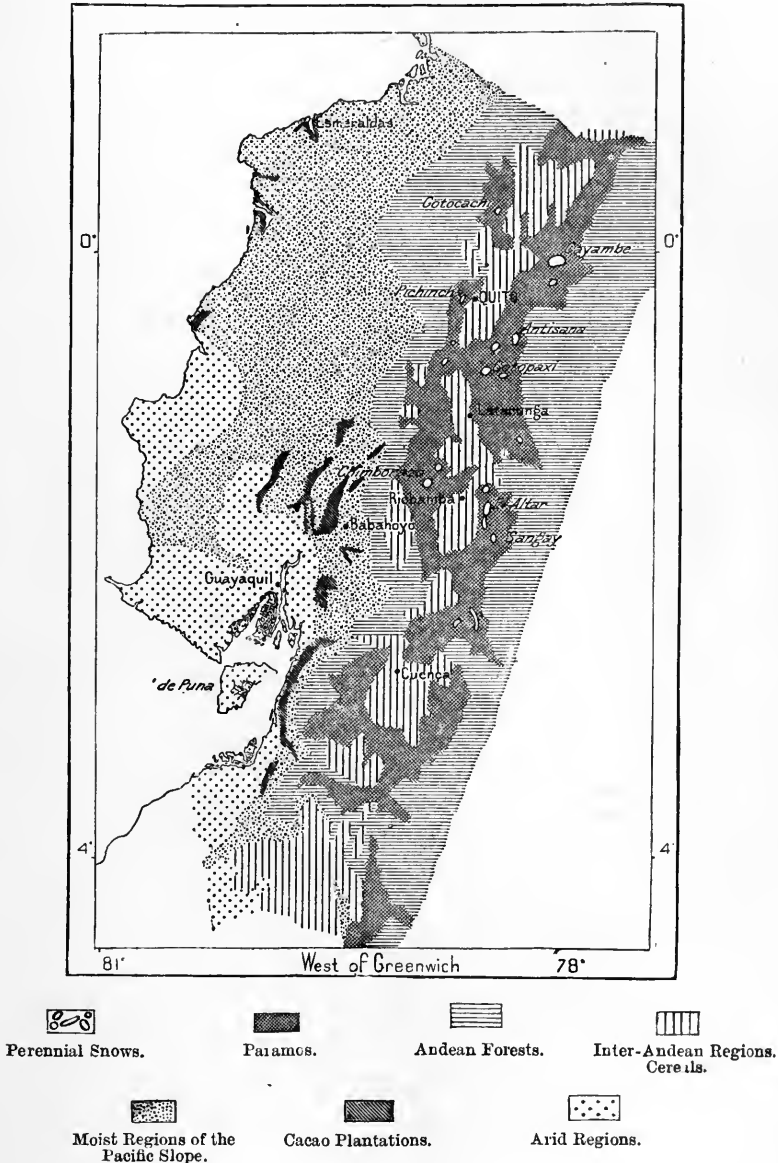 Esmeraldas
Cotocachi
0°
0°
Cayambe
Pichincha
QUITO
Antisana
Cotopaxi
Latacunga
Chimborazo
Riobamba
Altar
Babahoyo
Sangay
Guayaquil
de Puna
Cuenca
4°
4°
81°
West of Greenwich
78°
Perennial Snows.
Paramos.
Andean Forests.
Inter-Andean Regions.
Cereals.
Moist Regions of the
Pacific Slope.
Cacao Plantations.
Arid Regions.